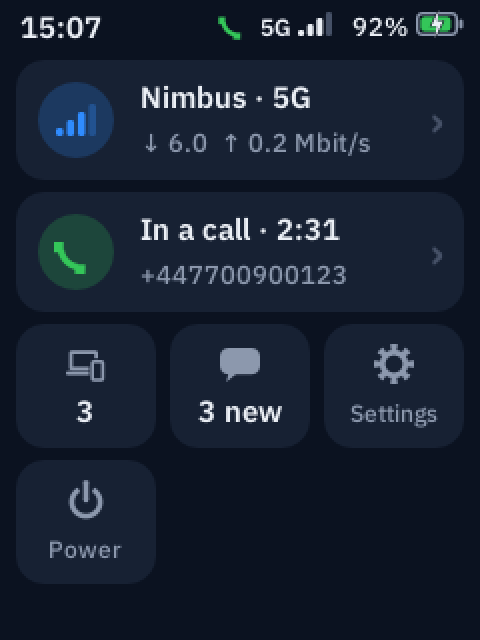 15:07 5G 92%
Nimbus · 5G
↓ 6.0 ↑ 0.2 Mbit/s
In a call · 2:31
+447700900123
3
3 new
Settings
Power